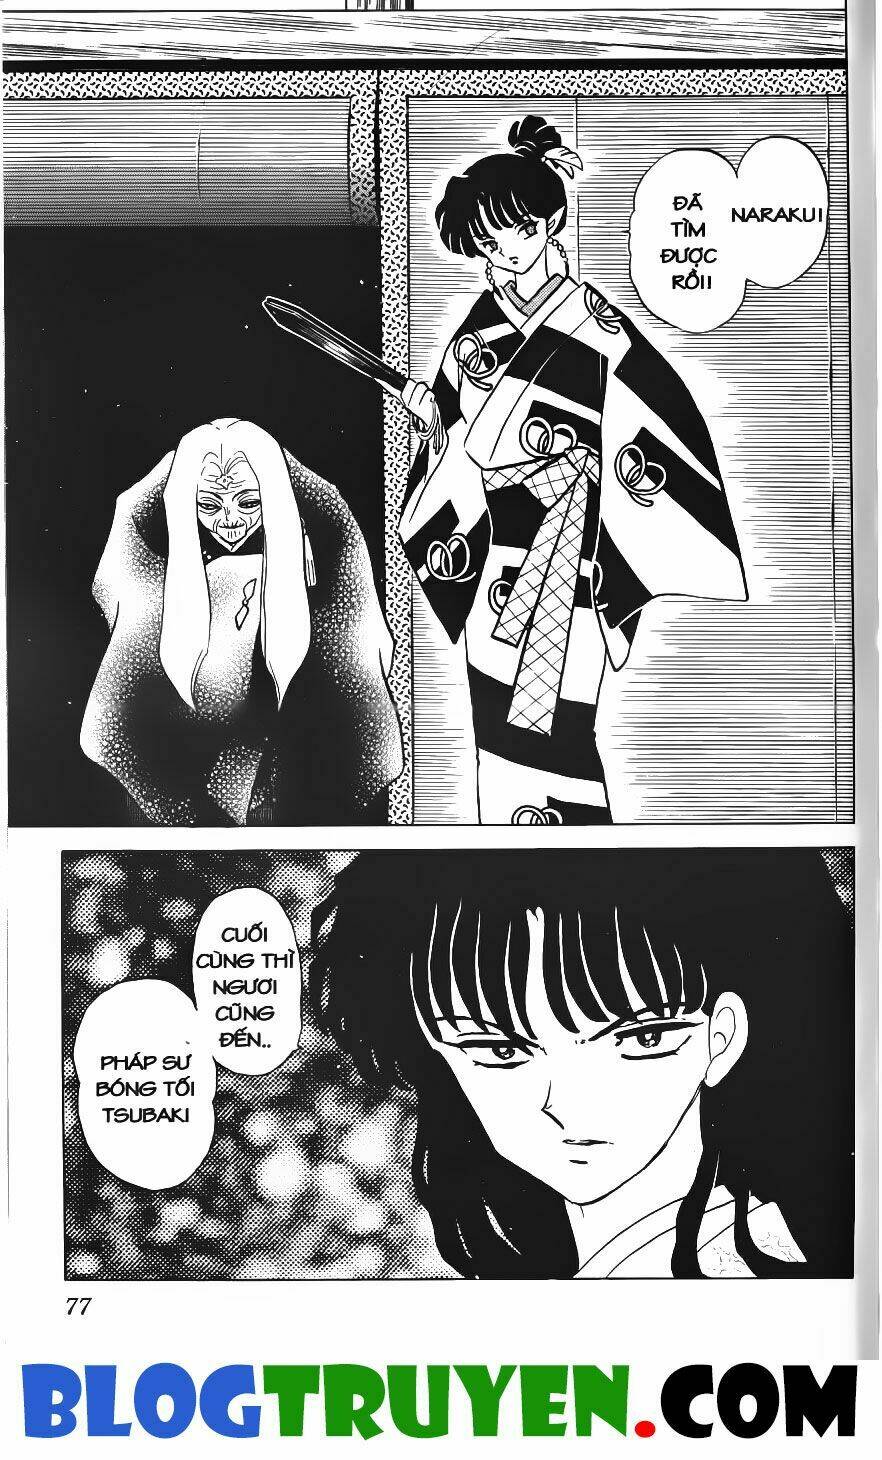 NARAKU!
ĐÃ
TÌM
ĐƯỢC
RỒI!
CUỐI
CÙNG THÌ
NGƯƠI
CŨNG
ĐẾN..
PHÁP SƯ
BÓNG TỐI
TSUBAKI
77
BLOGTRUYEN.COM